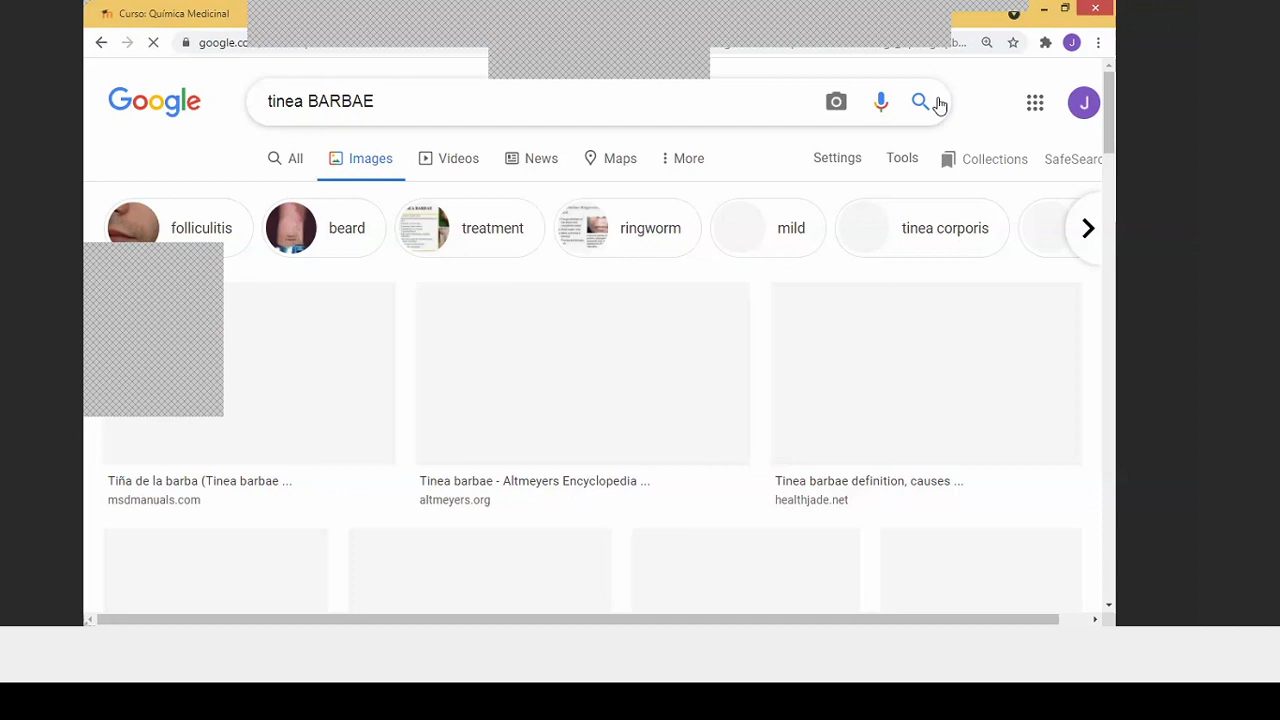 Curso: Química Medicinal
google.co
b...
J
Google
tinea BARBAE
J
All
Images
Videos
News
Maps
More
Settings
Tools
Collections
SafeSearc
folliculitis
beard
treatment
ringworm
mild
tinea corporis
Tiña de la barba (Tinea barbae ...
msdmanuals.com
Tinea barbae - Altmeyers Encyclopedia ...
altmeyers.org
Tinea barbae definition, causes ...
healthjade.net